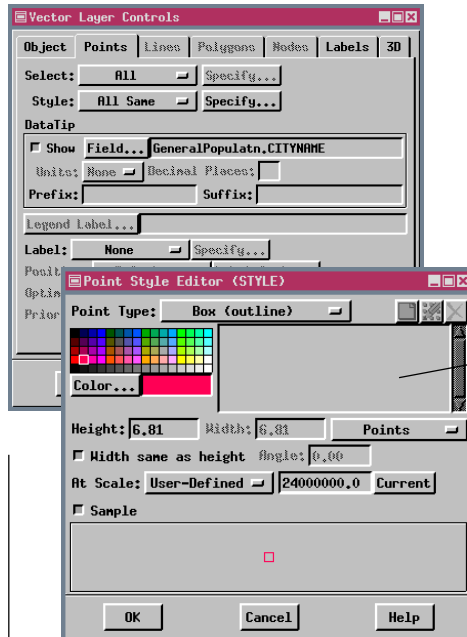 Vector Layer Controls
Object Points Lines Polygons Nodes Labels 3D
Select: All Specify...
Style: All Same Specify...
DataTip
Show Field... GeneralPopulatn.CITYNAME
Units: None Decimal Places:
Prefix: Suffix:
Legend Label...
Label: None Specify...
Posit
Optim
Prior
Point Style Editor (STYLE)
Point Type: Box (outline)
Color...
Height: 6.81 Width: 6.81 Points
Width same as height Angle: 0.00
At Scale: User-Defined 24000000.0 Current
Sample
OK Cancel Help